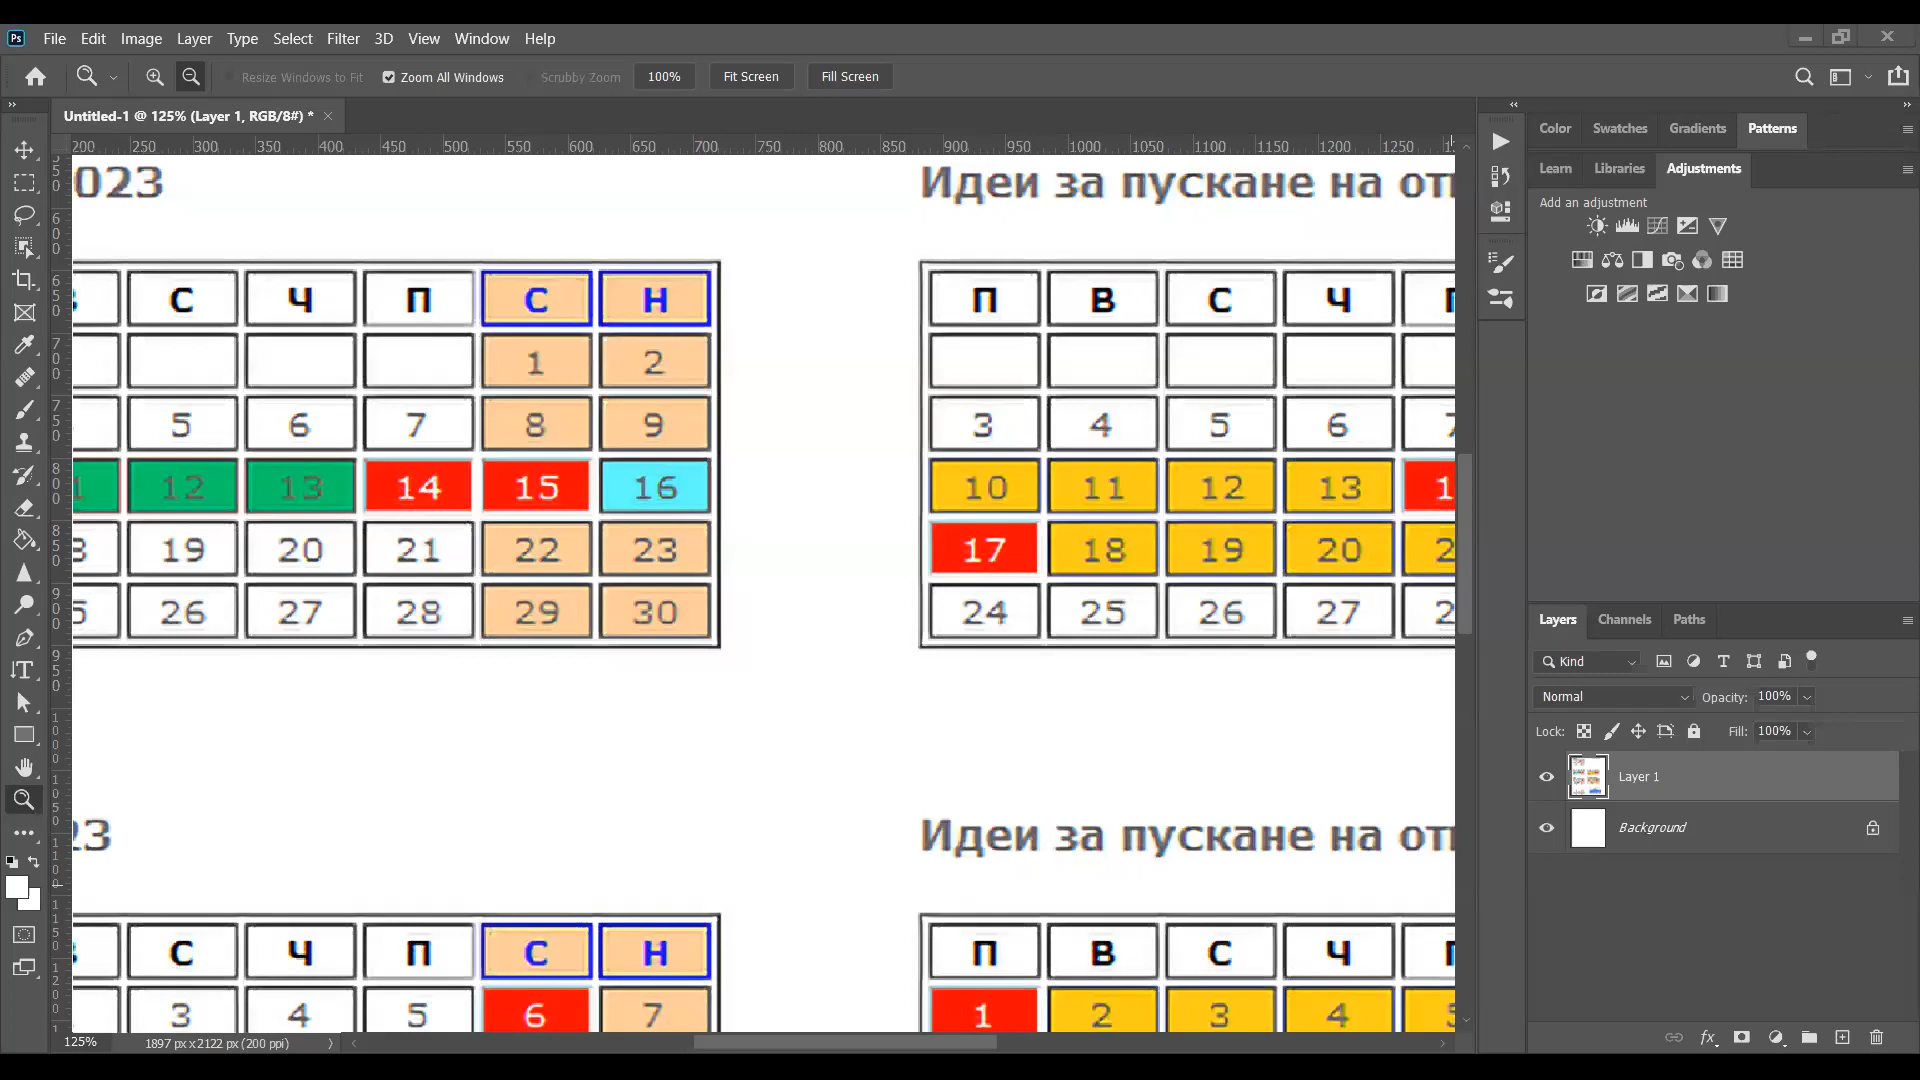 File Edit Image Layer Type Select Filter 3D View Window Help
Resize Windows to Fit Zoom All Windows Scrubby Zoom 100% Fit Screen Fill Screen
Untitled-1 @ 125% (Layer 1, RGB/8#) *
200 250 300 350 400 450 500 550 600 650 700 750 800 850 900 950 1000 1050 1100 1150 1200 1250
023 Идеи за пускане на
С Ч П С Н
1 2
5 6 7 8 9
12 13 14 15 16
19 20 21 22 23
26 27 28 29 30
П В С Ч
3 4 5 6
10 11 12 13
17 18 19 20
24 25 26 27
23 Идеи за пускане на
С Ч П С Н
3 4 5 6 7
П В С Ч
1 2 3 4
125% 1897 px x 2122 px (200 ppi)
Color Swatches Gradients Patterns
Learn Libraries Adjustments
Add an adjustment
Layers Channels Paths
Kind
Normal Opacity: 100%
Lock: Fill: 100%
Layer 1
Background